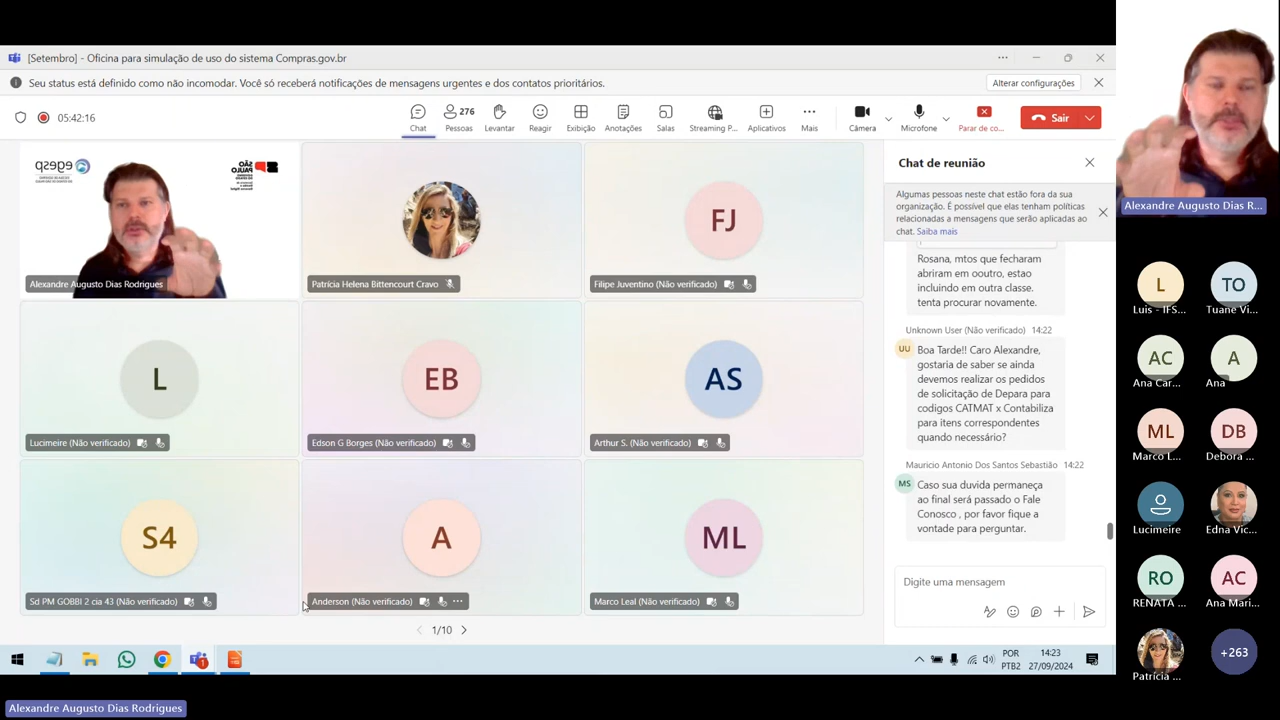 [Setembro] - Oficina para simulação de uso do sistema Compras.gov.br
Seu status está definido como não incomodar. Você só receberá notificações de mensagens urgentes e dos contatos prioritários.
Alterar configurações
05:42:16
Chat
276
Pessoas
Levantar
Reagir
Exibição
Anotações
Salas
Streaming P...
Aplicativos
Mais
Câmera
Microfone
Parar de co...
Sair
egesp
SÃO PAULO
Alexandre Augusto Dias Rodrigues
Patrícia Helena Bittencourt Cravo
FJ
Filipe Juventino (Não verificado)
L
Lucimeire (Não verificado)
EB
Edson G Borges (Não verificado)
AS
Arthur S. (Não verificado)
S4
Sd PM GOBBI 2 cia 43 (Não verificado)
A
Anderson (Não verificado)
ML
Marco Leal (Não verificado)
1/10
Chat de reunião
Algumas pessoas neste chat estão fora da sua
organização. É possível que elas tenham políticas
relacionadas a mensagens que serão aplicadas ao
chat. Saiba mais
Rosana, mtos que fecharam
abriram em ooutro, estao
incluindo em outra classe.
tenta procurar novamente.
Unknown User (Não verificado) 14:22
UU
Boa Tarde!! Caro Alexandre,
gostaria de saber se ainda
devemos realizar os pedidos
de solicitação de Depara para
codigos CATMAT x Contabiliza
para itens correspondentes
quando necessário?
Mauricio Antonio Dos Santos Sebastião 14:22
MS
Caso sua duvida permaneça
ao final será passado o Fale
Conosco , por favor fique a
vontade para perguntar.
Digite uma mensagem
1
POR
PTB2
14:23
27/09/2024
Alexandre Augusto Dias R...
L
Luis - IFS...
TO
Tuane Vi...
AC
Ana Car...
A
Ana
ML
Marco L...
DB
Debora ...
Lucimeire
Edna Vic...
RO
RENATA ...
AC
Ana Mari...
Patrícia ...
+263
Alexandre Augusto Dias Rodrigues